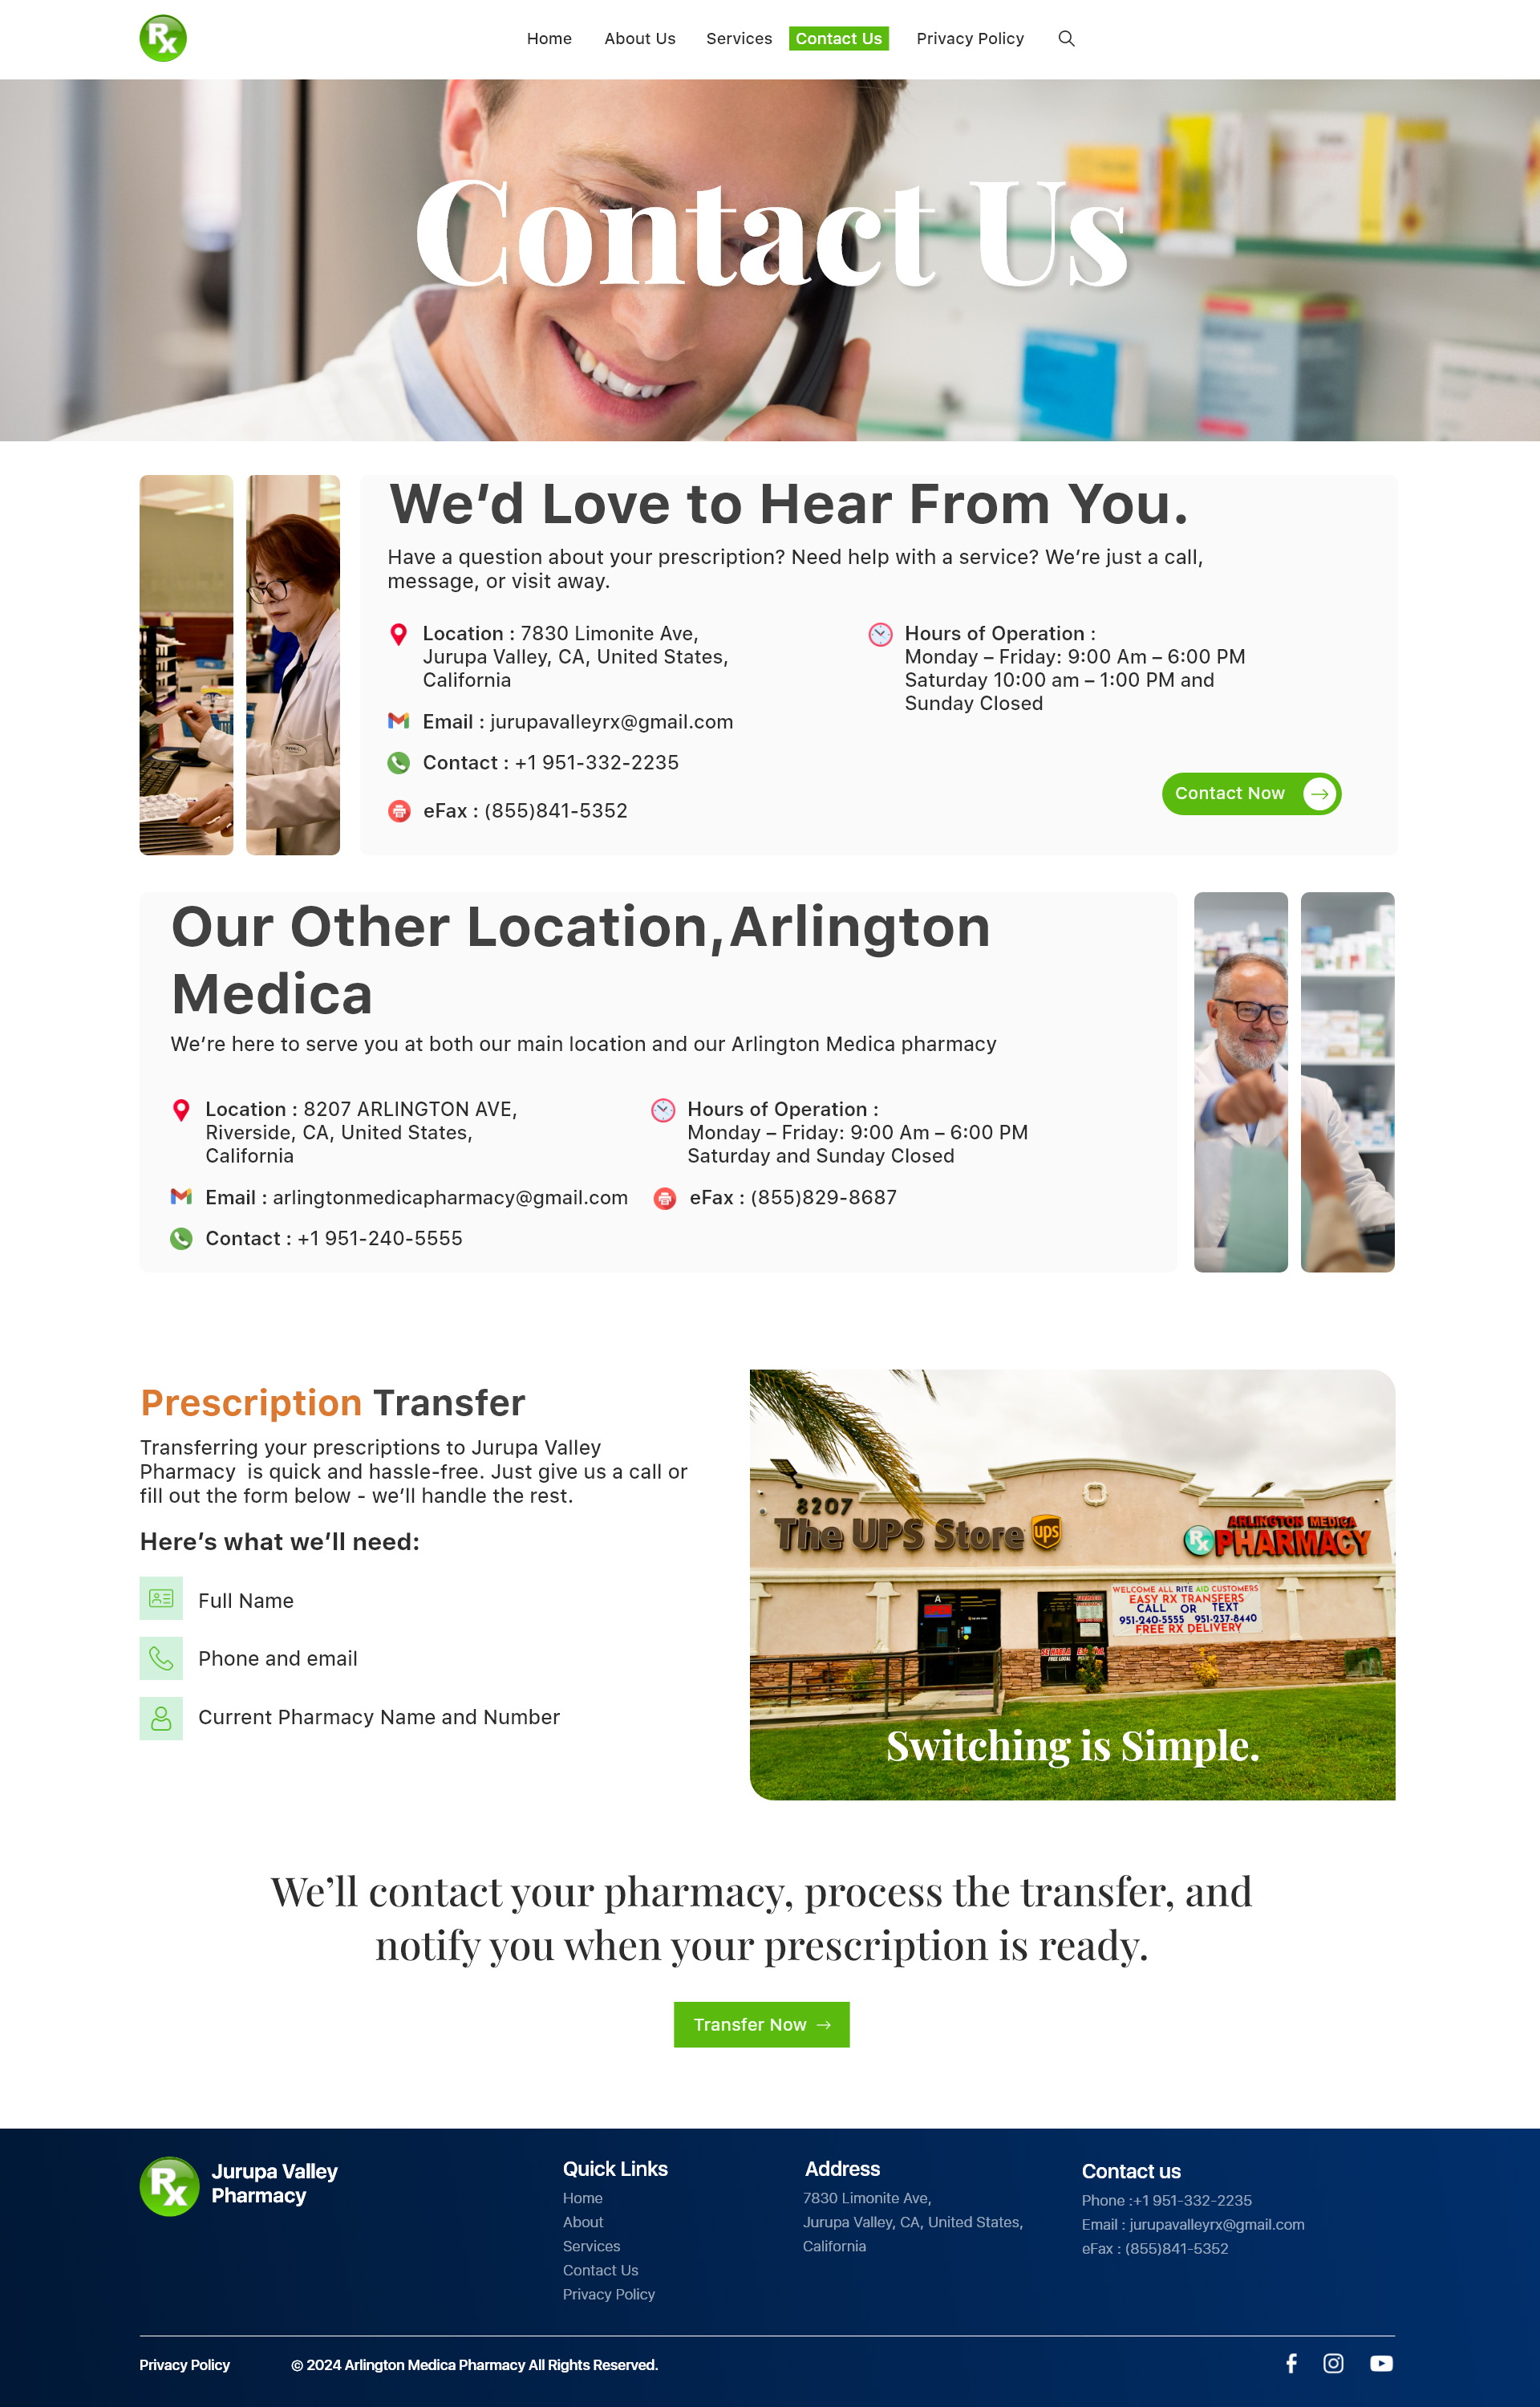 Rx
Home
About Us
Services
Contact Us
Privacy Policy
Contact Us
We’d Love to Hear From You.
Have a question about your prescription? Need help with a service? We’re just a call,
message, or visit away.
Location : 7830 Limonite Ave,
Jurupa Valley, CA, United States,
California
Email : jurupavalleyrx@gmail.com
Contact : +1 951-332-2235
eFax : (855)841-5352
Hours of Operation :
Monday – Friday: 9:00 Am – 6:00 PM
Saturday 10:00 am – 1:00 PM and
Sunday Closed
Contact Now
Our Other Location,Arlington
Medica
We’re here to serve you at both our main location and our Arlington Medica pharmacy
Location : 8207 ARLINGTON AVE,
Riverside, CA, United States,
California
Email : arlingtonmedicapharmacy@gmail.com
Contact : +1 951-240-5555
Hours of Operation :
Monday – Friday: 9:00 Am – 6:00 PM
Saturday and Sunday Closed
eFax : (855)829-8687
Prescription Transfer
Transferring your prescriptions to Jurupa Valley
Pharmacy  is quick and hassle-free. Just give us a call or
fill out the form below - we’ll handle the rest.
Here’s what we’ll need:
Full Name
Phone and email
Current Pharmacy Name and Number
8207
The UPS Store
ups
ARLINGTON MEDICA
Rx PHARMACY
A
OPEN
WELCOME ALL RITE AID CUSTOMERS
EASY RX TRANSFERS
CALL OR TEXT
951-240-5555 951-237-8440
FREE RX DELIVERY
Switching is Simple.
We’ll contact your pharmacy, process the transfer, and
notify you when your prescription is ready.
Transfer Now
Rx
Jurupa Valley
Pharmacy
Quick Links
Home
About
Services
Contact Us
Privacy Policy
Address
7830 Limonite Ave,
Jurupa Valley, CA, United States,
California
Contact us
Phone :+1 951-332-2235
Email : jurupavalleyrx@gmail.com
eFax : (855)841-5352
Privacy Policy
© 2024 Arlington Medica Pharmacy All Rights Reserved.